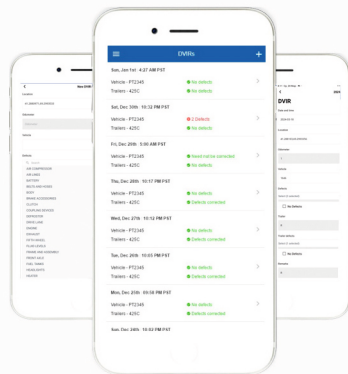 New DVIR
Location
Odometer
Vehicle
Defects
Search
AIR COMPRESSOR
AIR LINES
BATTERY
BELTS AND HOSES
BODY
BRAKE ACCESSORIES
CLUTCH
COUPLING DEVICES
DEFROSTER
DRIVE LINE
ENGINE
EXHAUST
FIFTH WHEEL
FLUID LEVELS
FRAME AND ASSEMBLY
FRONT AXLE
FUEL TANKS
HEADLIGHTS
HEATER
DVIRs
+
Sun, Jan 1st 4:27 AM PST
Vehicle - PT2345 No defects
Trailers - 425C No defects
Sat, Dec 30th 10:32 PM PST
Vehicle - PT2345 2 Defects
Trailers - 425C No defects
Fri, Dec 29th 5:00 AM PST
Vehicle - PT2345 Need not be corrected
Trailers - 425C No defects
Thu, Dec 28th 10:17 PM PST
Vehicle - PT2345 No defects
Trailers - 425C Defects corrected
Wed, Dec 27th 10:12 PM PST
Vehicle - PT2345 No defects
Trailers - 425C Defects corrected
Tue, Dec 26th 10:05 PM PST
Vehicle - PT2345 No defects
Trailers - 425C Defects corrected
Mon, Dec 25th 09:58 PM PST
Vehicle - PT2345 No defects
Trailers - 425C Defects corrected
Sun, Dec 24th 10:02 PM PST
DVIR
Date and time
Location
Odometer
Vehicle
Defects
No Defects
Trailer
Trailer defects
No Defects
Remarks